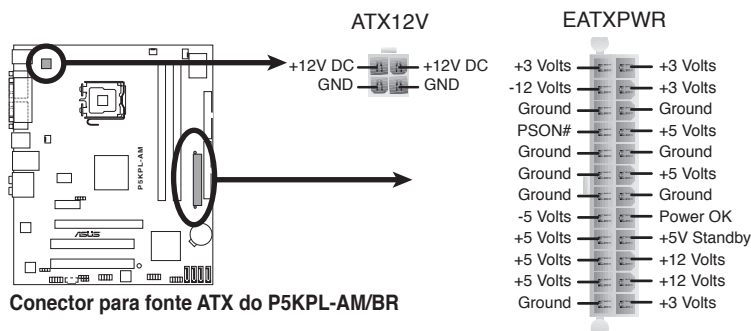 ATX12V
EATXPWR
+12V DC +12V DC
GND GND
+3 Volts +3 Volts
-12 Volts +3 Volts
Ground Ground
PSON# +5 Volts
Ground Ground
Ground +5 Volts
Ground Ground
-5 Volts Power OK
+5 Volts +5V Standby
+5 Volts +12 Volts
+5 Volts +12 Volts
Ground +3 Volts
P5KPL-AM
ASUS
Conector para fonte ATX do P5KPL-AM/BR